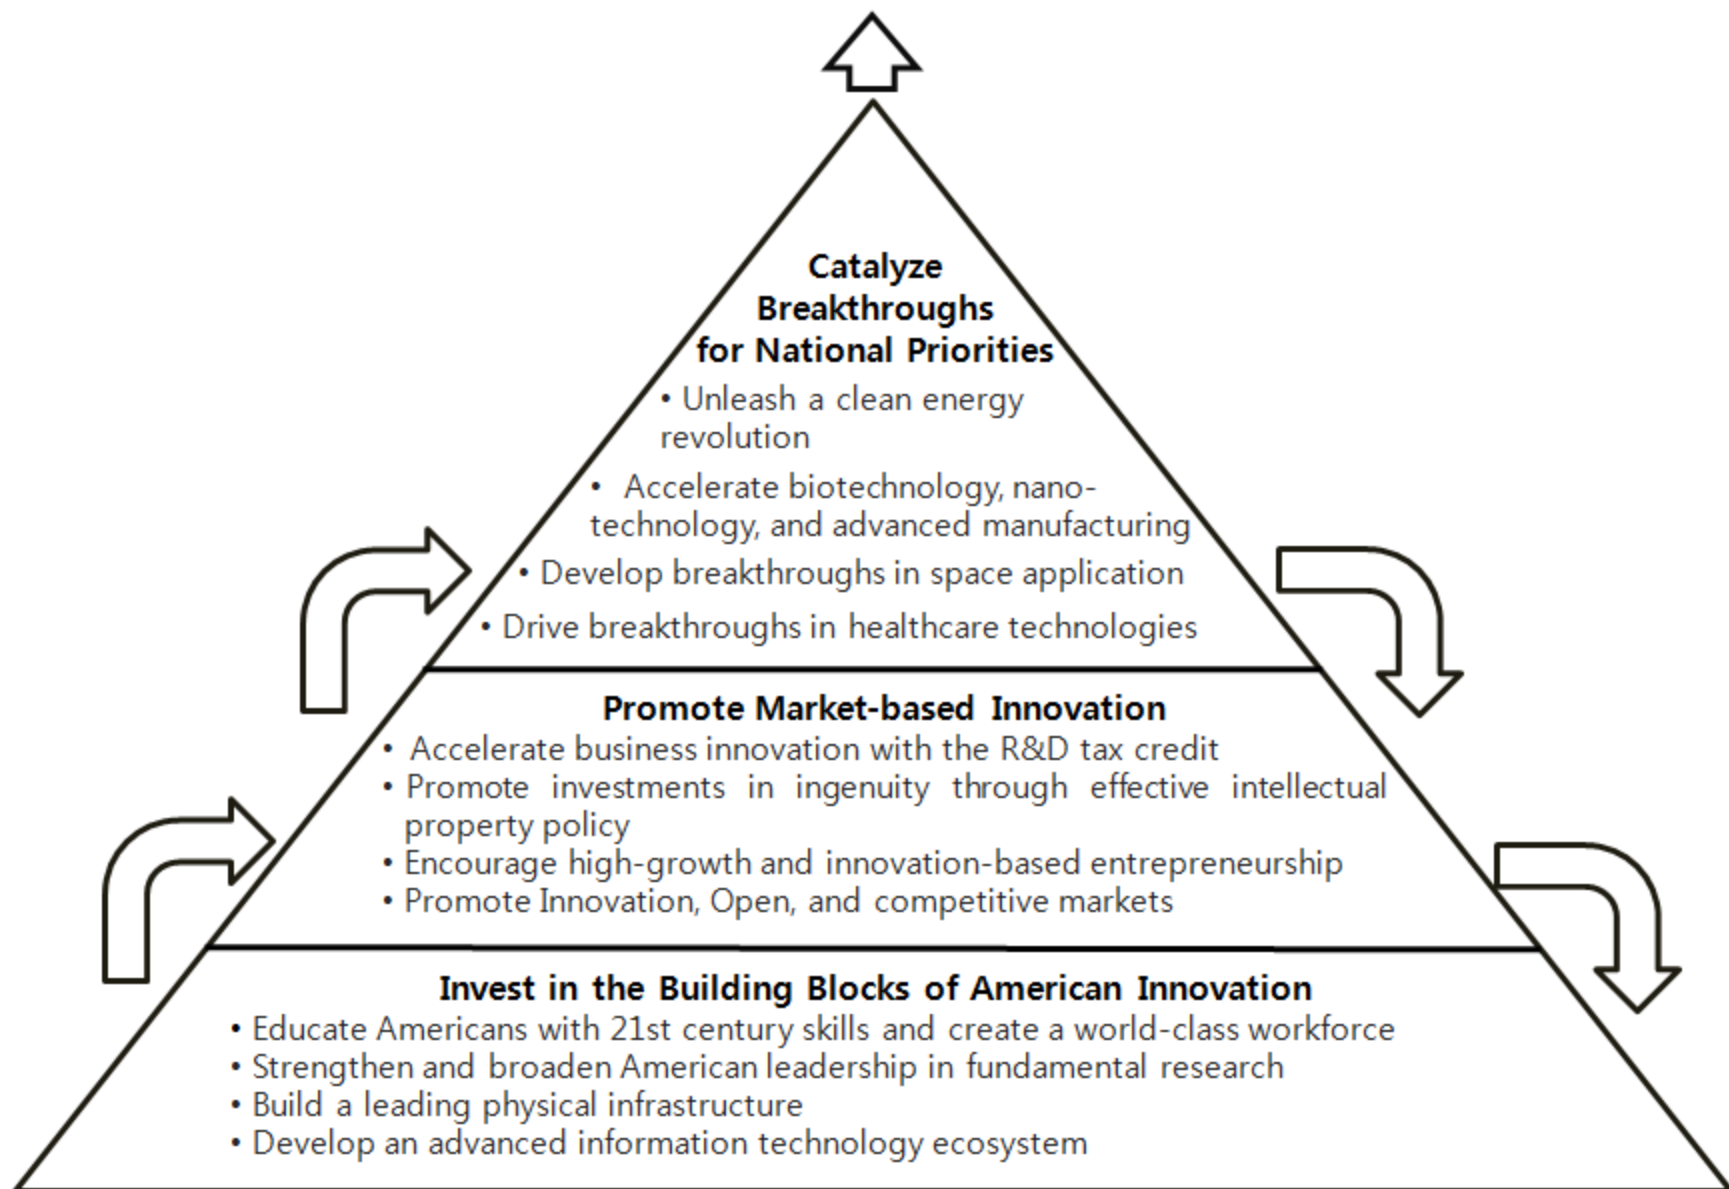 Catalyze
Breakthroughs
for National Priorities
• Unleash a clean energy
revolution
• Accelerate biotechnology, nano-
technology, and advanced manufacturing
• Develop breakthroughs in space application
• Drive breakthroughs in healthcare technologies
Promote Market-based Innovation
• Accelerate business innovation with the R&D tax credit
• Promote investments in ingenuity through effective intellectual
property policy
• Encourage high-growth and innovation-based entrepreneurship
• Promote Innovation, Open, and competitive markets
Invest in the Building Blocks of American Innovation
• Educate Americans with 21st century skills and create a world-class workforce
• Strengthen and broaden American leadership in fundamental research
• Build a leading physical infrastructure
• Develop an advanced information technology ecosystem